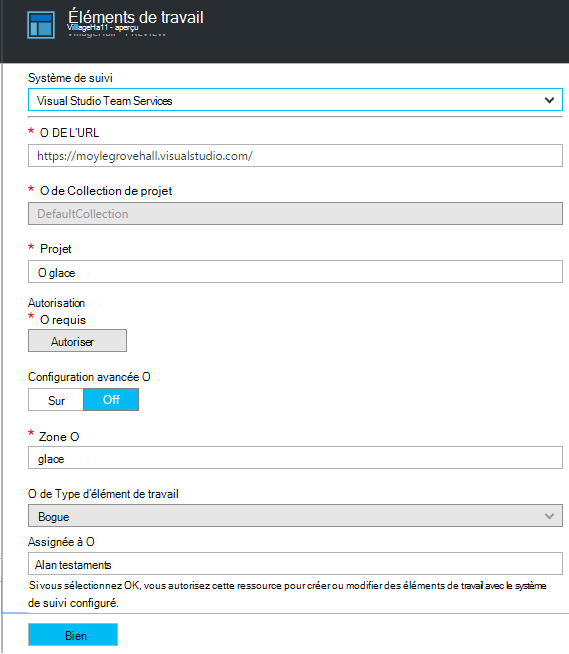 Éléments de travail
VillageHa11 - aperçu
Système de suivi
Visual Studio Team Services
* O DE L'URL
https://moylegrovehall.visualstudio.com/
* O de Collection de projet
DefaultCollection
* Projet
O glace
Autorisation
* O requis
Autoriser
Configuration avancée O
Sur Off
* Zone O
glace
O de Type d'élément de travail
Bogue
Assignée à O
Alan testaments
Si vous sélectionnez OK, vous autorisez cette ressource pour créer ou modifier des éléments de travail avec le système
de suivi configuré.
Bien